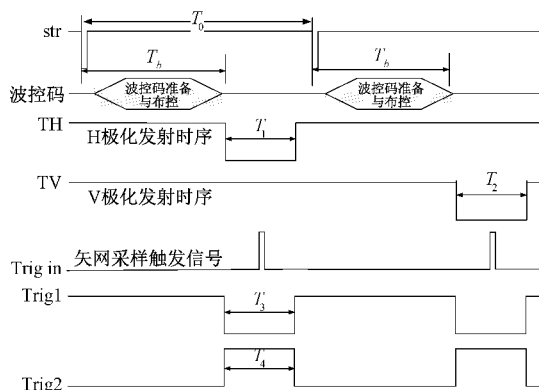 T₀
str
T_b
T_b
波控码
波控码准备
与布控
波控码准备
与布控
TH
H极化发射时序
T₁
TV
V极化发射时序
T₂
Trig in
矢网采样触发信号
Trig1
T₃
T₄
Trig2